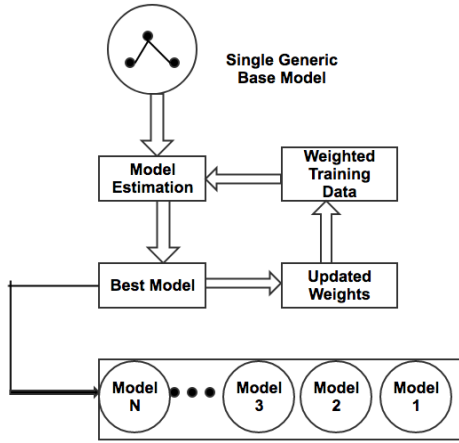 Single Generic
Base Model
Model
Estimation
Weighted
Training
Data
Best Model
Updated
Weights
Model
N
Model
3
Model
2
Model
1